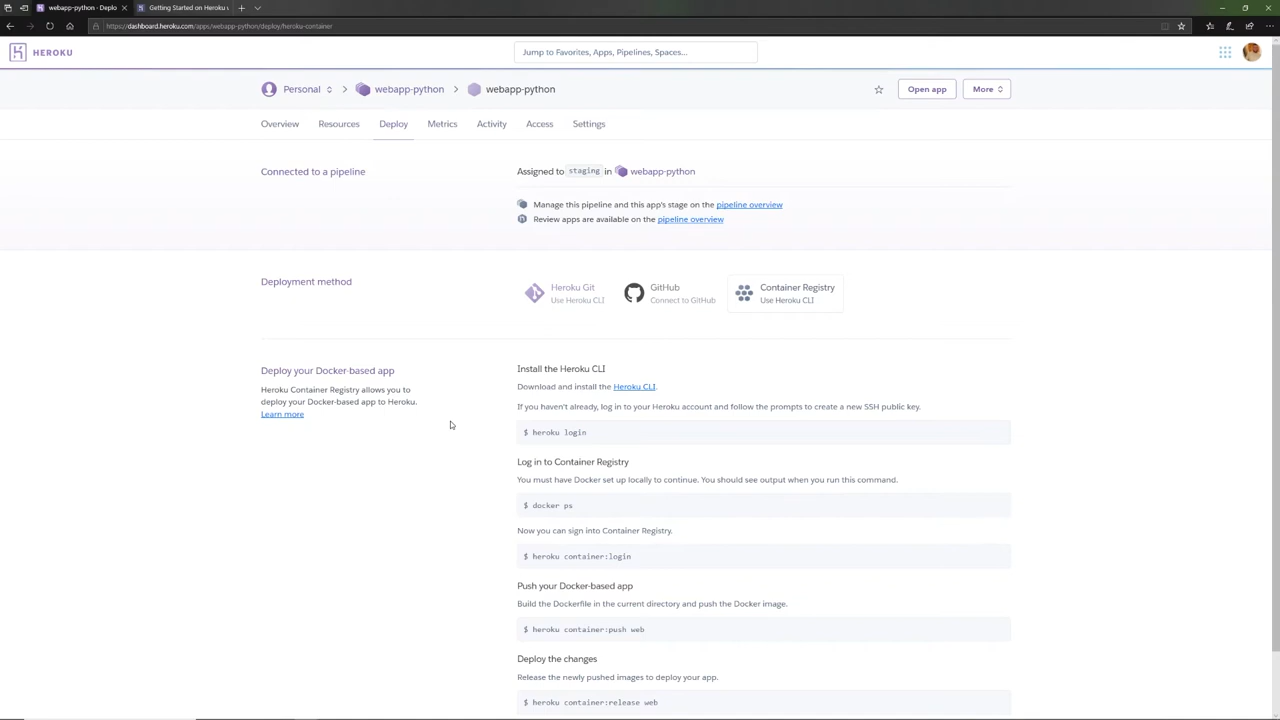 webapp-python - Deploy
Getting Started on Heroku
https://dashboard.heroku.com/apps/webapp-python/deploy/heroku-container
HEROKU
Jump to Favorites, Apps, Pipelines, Spaces...
Personal
webapp-python
webapp-python
Open app
More
Overview
Resources
Deploy
Metrics
Activity
Access
Settings
Connected to a pipeline
Assigned to staging in webapp-python
Manage this pipeline and this app's stage on the pipeline overview
Review apps are available on the pipeline overview
Deployment method
Heroku Git
Use Heroku CLI
GitHub
Connect to GitHub
Container Registry
Use Heroku CLI
Deploy your Docker-based app
Heroku Container Registry allows you to
deploy your Docker-based app to Heroku.
Learn more
Install the Heroku CLI
Download and install the Heroku CLI.
If you haven't already, log in to your Heroku account and follow the prompts to create a new SSH public key.
$ heroku login
Log in to Container Registry
You must have Docker set up locally to continue. You should see output when you run this command.
$ docker ps
Now you can sign into Container Registry.
$ heroku container:login
Push your Docker-based app
Build the Dockerfile in the current directory and push the Docker image.
$ heroku container:push web
Deploy the changes
Release the newly pushed images to deploy your app.
$ heroku container:release web